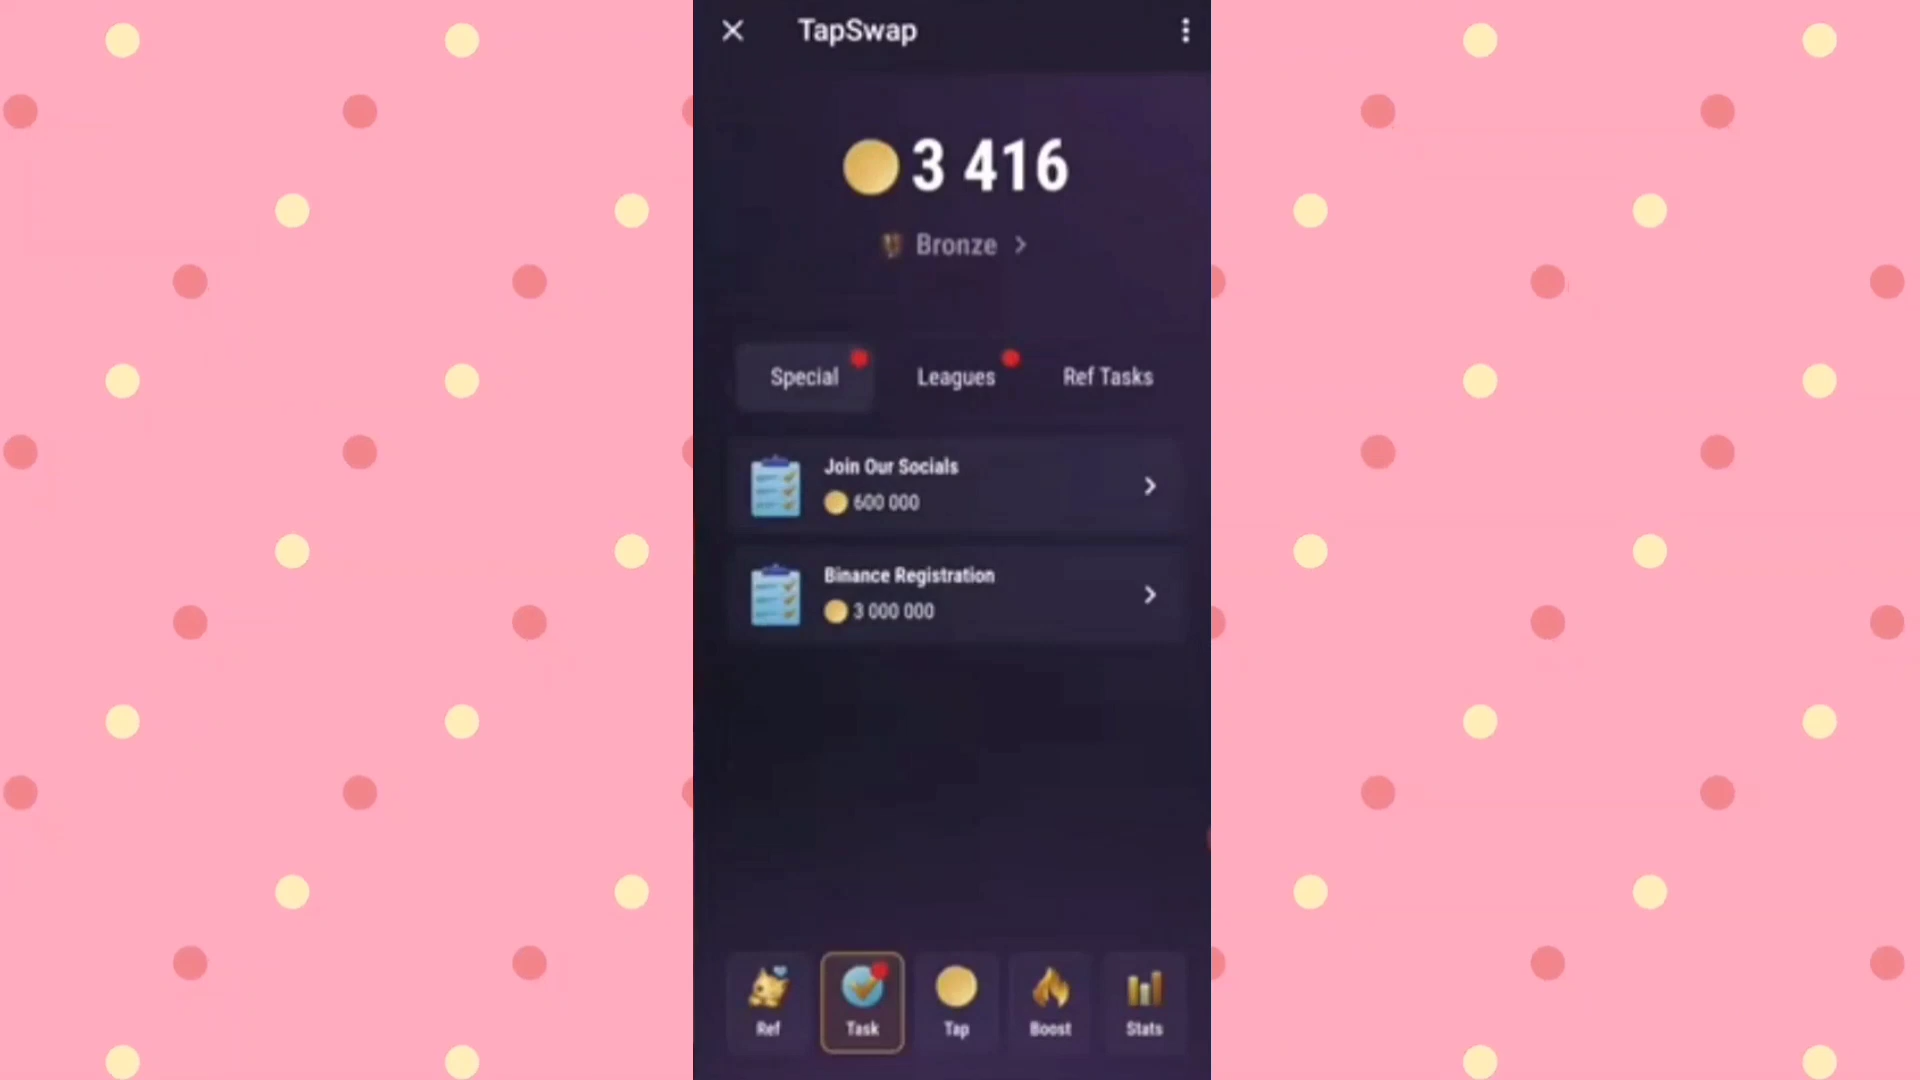 TapSwap
3 416
Bronze
Special Leagues Ref Tasks
Join Our Socials
600 000
Binance Registration
3 000 000
Ref Task Tap Boost Stats